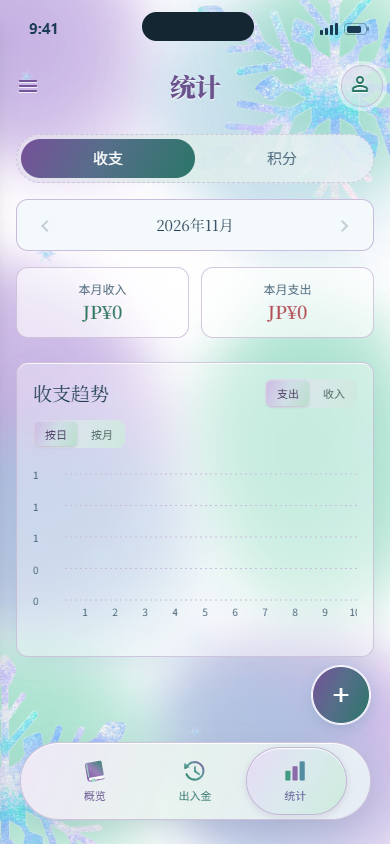 9:41
统计
收支 积分
2026年11月
本月收入 本月支出
JP¥0 JP¥0
收支趋势 支出 收入
按日 按月
1
1
1
0
0
1 2 3 4 5 6 7 8 9 10
概览 出入金 统计